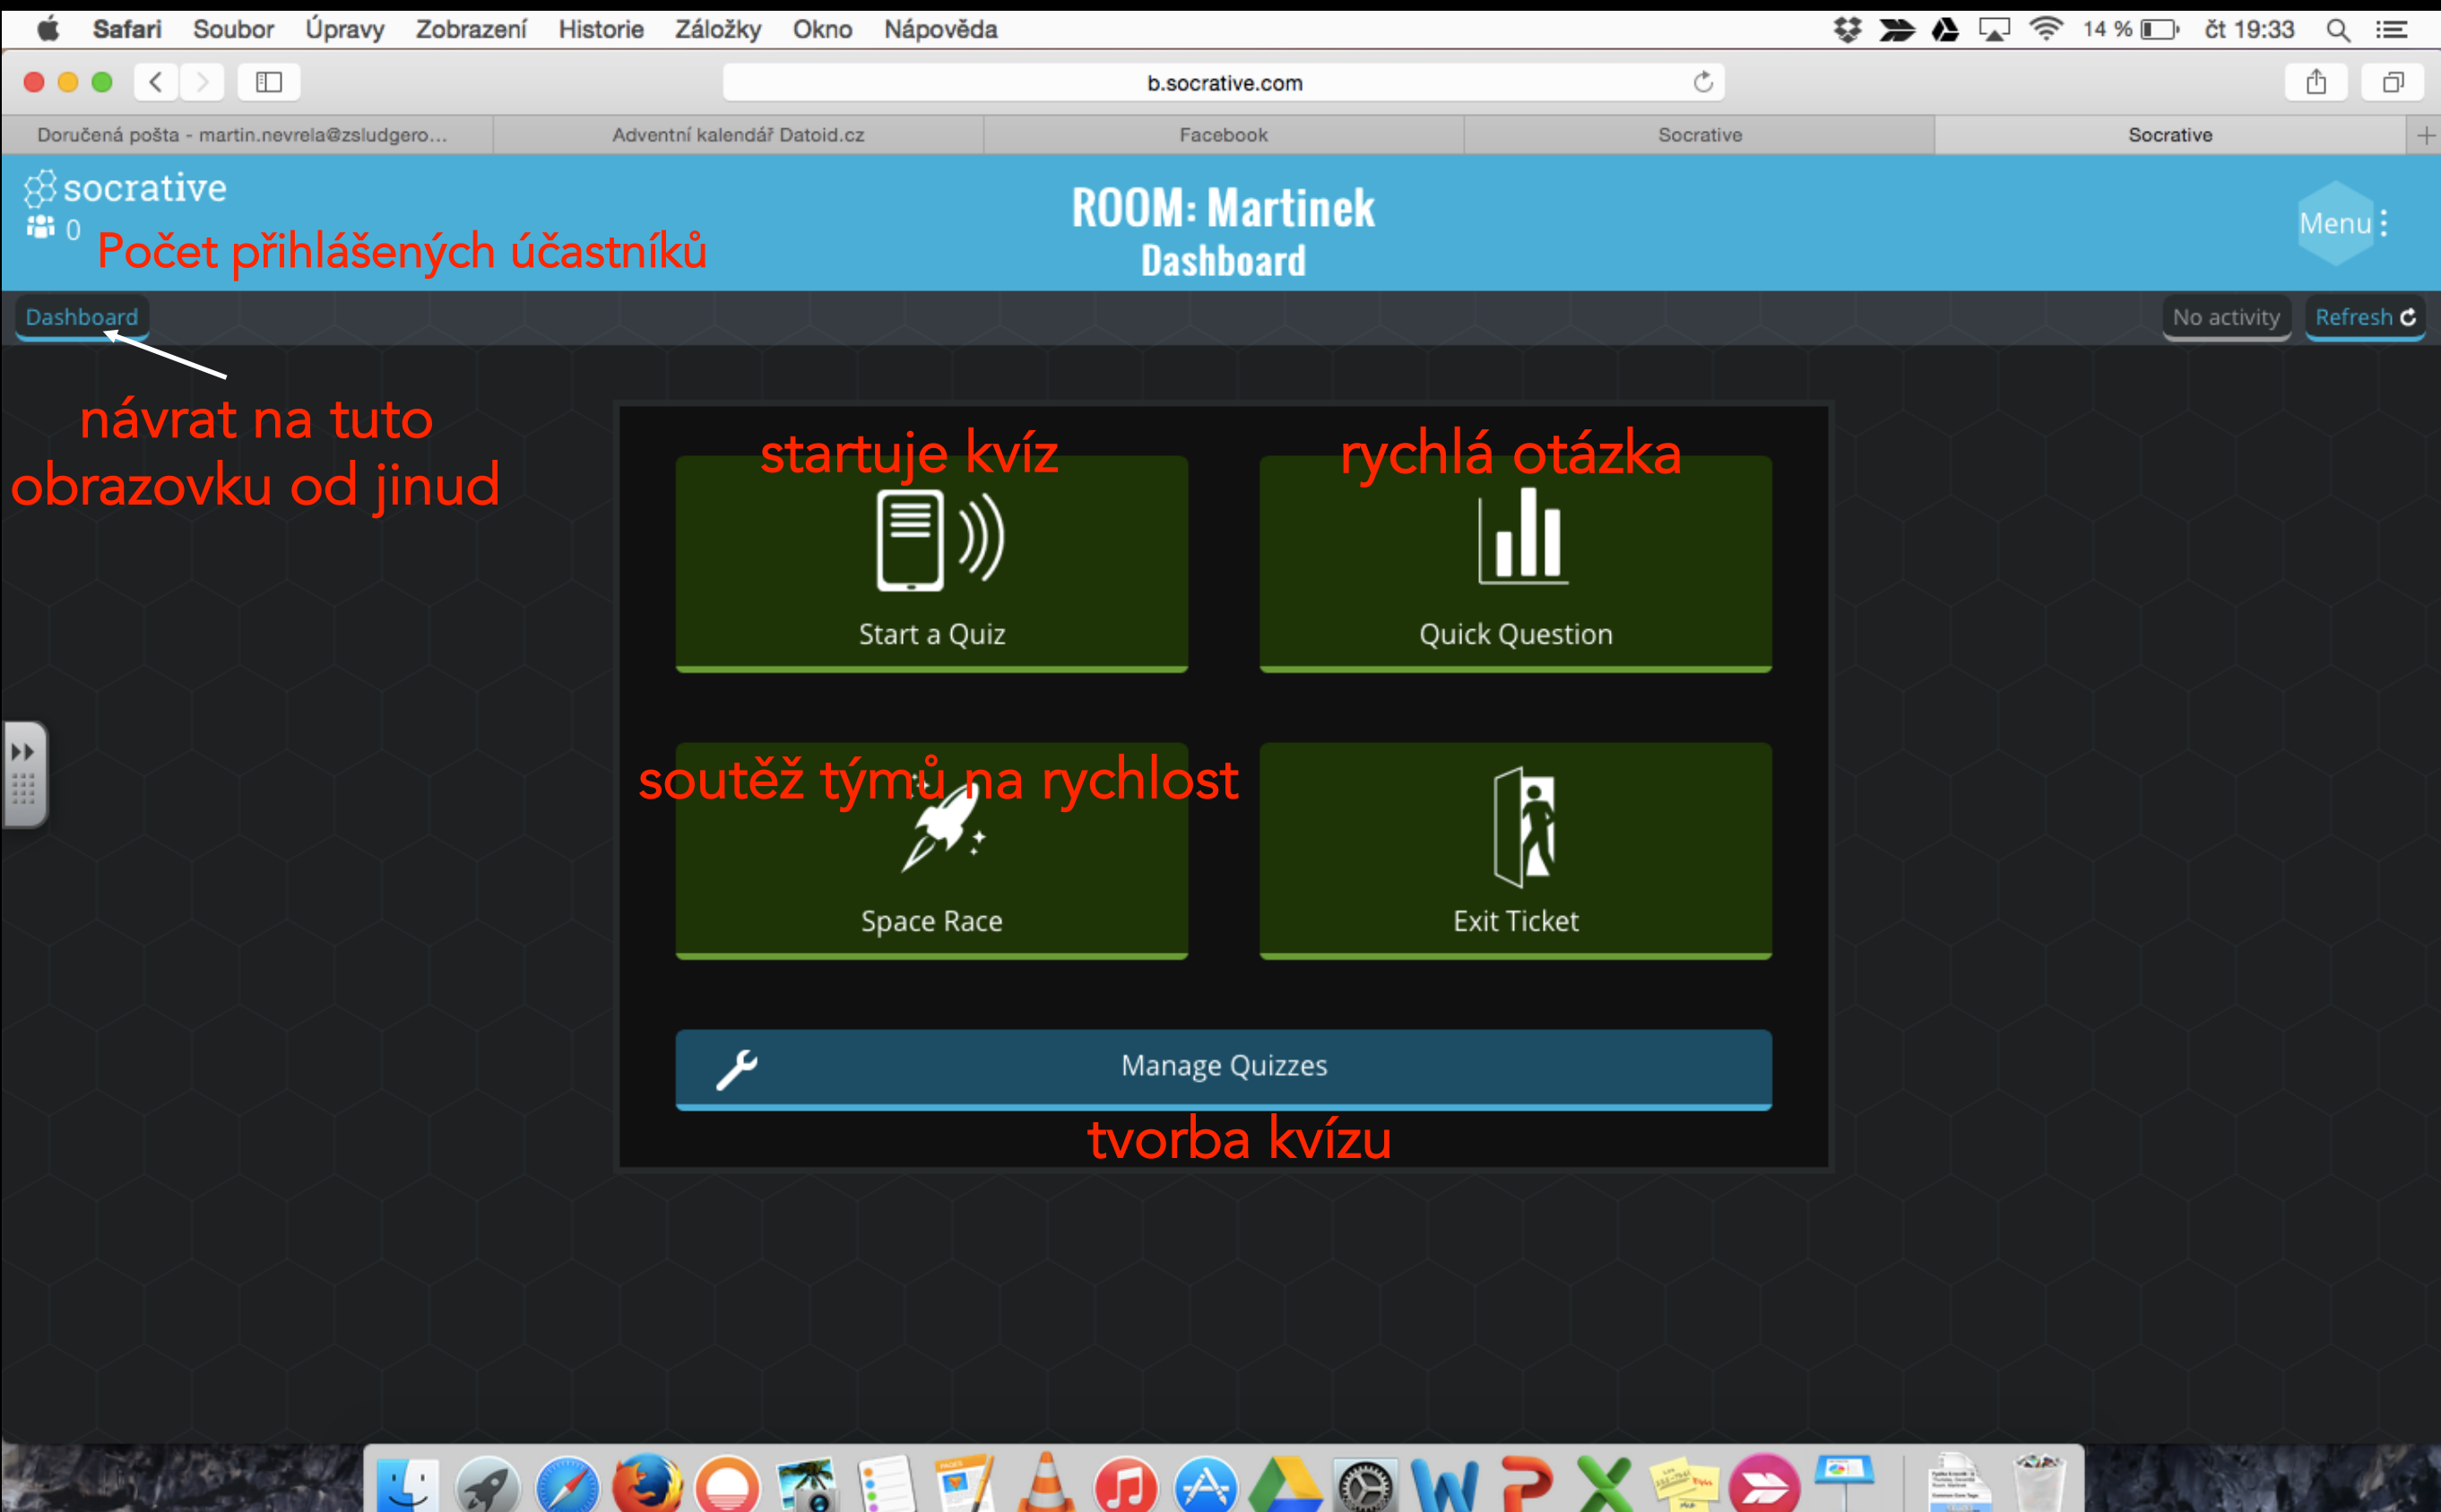 Safari Soubor Úpravy Zobrazení Historie Záložky Okno Nápověda 14 % čt 19:33
b.socrative.com
Doručená pošta - martin.nevrela@zsludgero... Adventní kalendář Datoid.cz Facebook Socrative Socrative
socrative
0
Počet přihlášených účastníků
ROOM: Martinek
Dashboard
Menu
Dashboard
No activity Refresh
návrat na tuto
obrazovku od jinud
startuje kvíz
rychlá otázka
Start a Quiz
Quick Question
soutěž týmů na rychlost
Space Race
Exit Ticket
Manage Quizzes
tvorba kvízu
PAGES